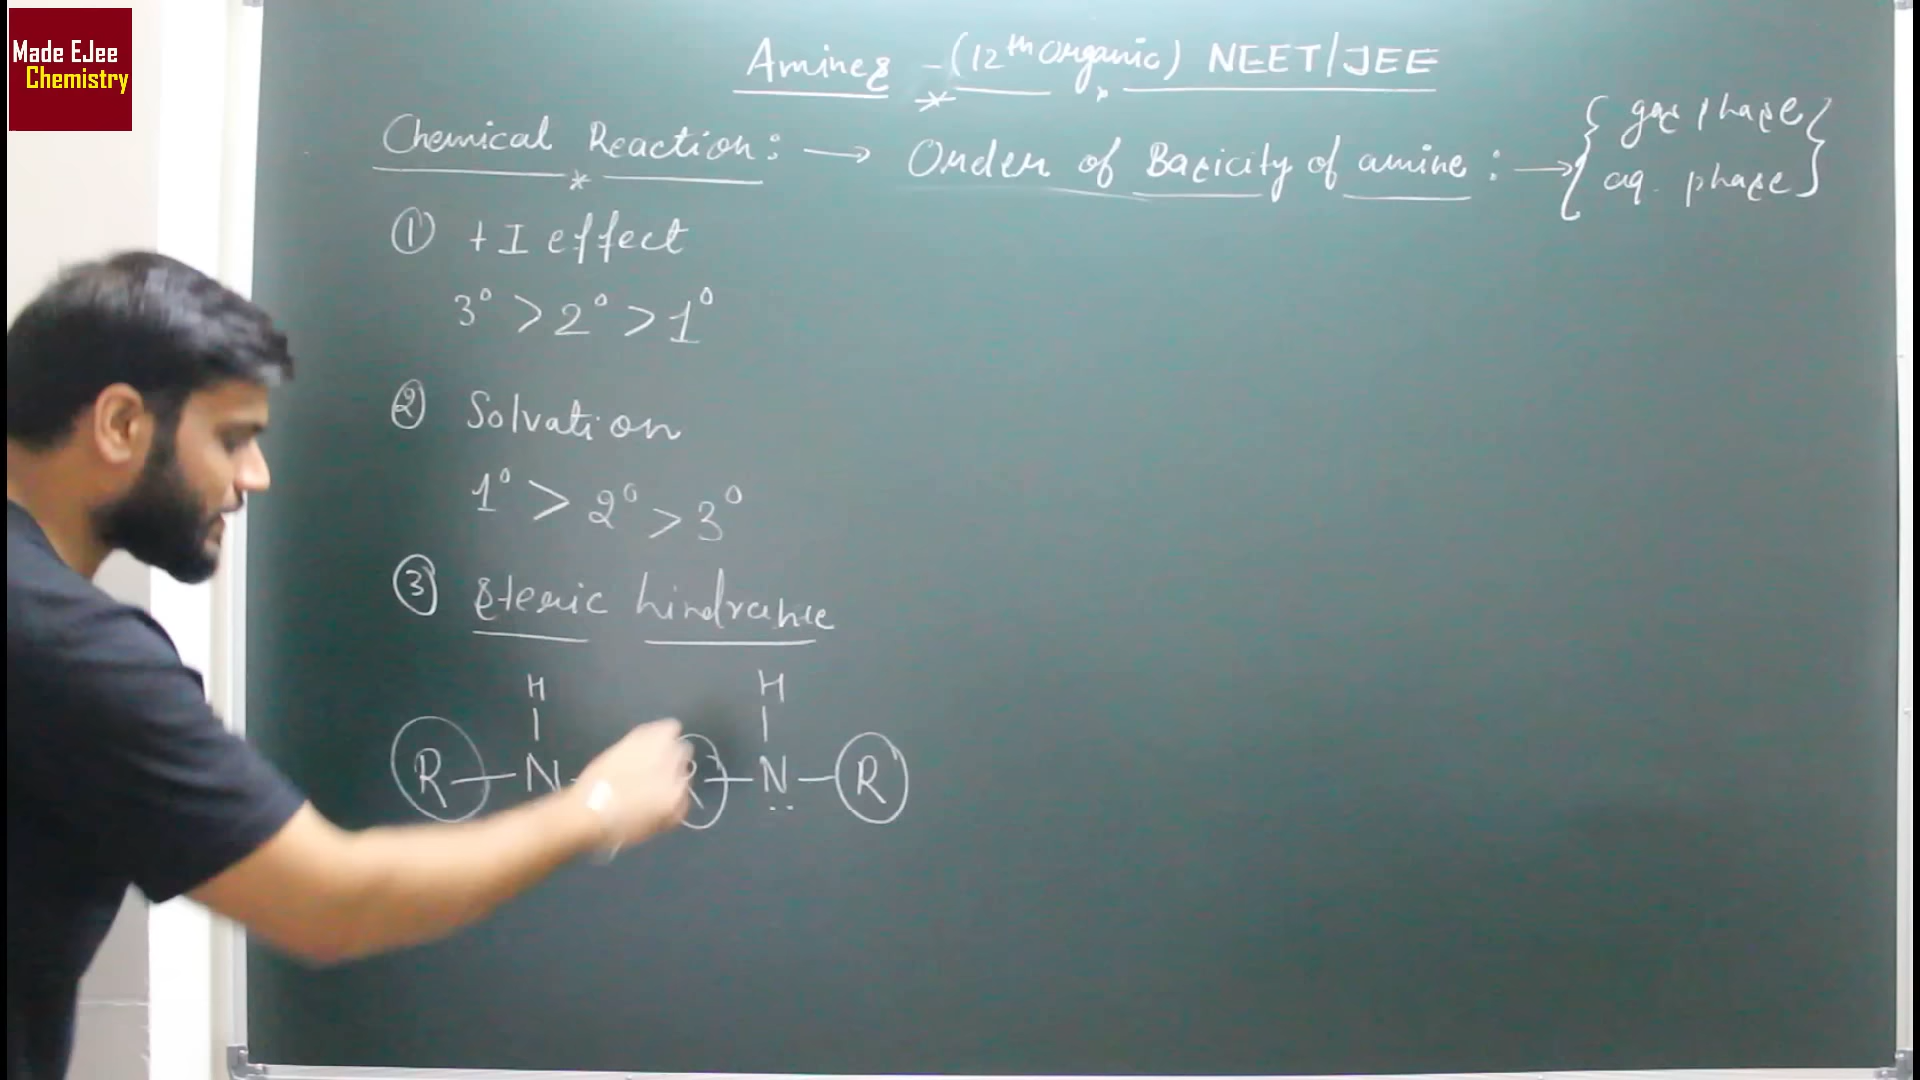 Made EJee
Chemistry
Amines - (12th Organic) NEET/JEE
Chemical Reaction: → Order of Basicity of amine: → { gas phase }
{ aq. phase }
① +I effect
3° > 2° > 1°
② Solvation
1° > 2° > 3°
③ Steric hindrance
H H
R—N R—N—R